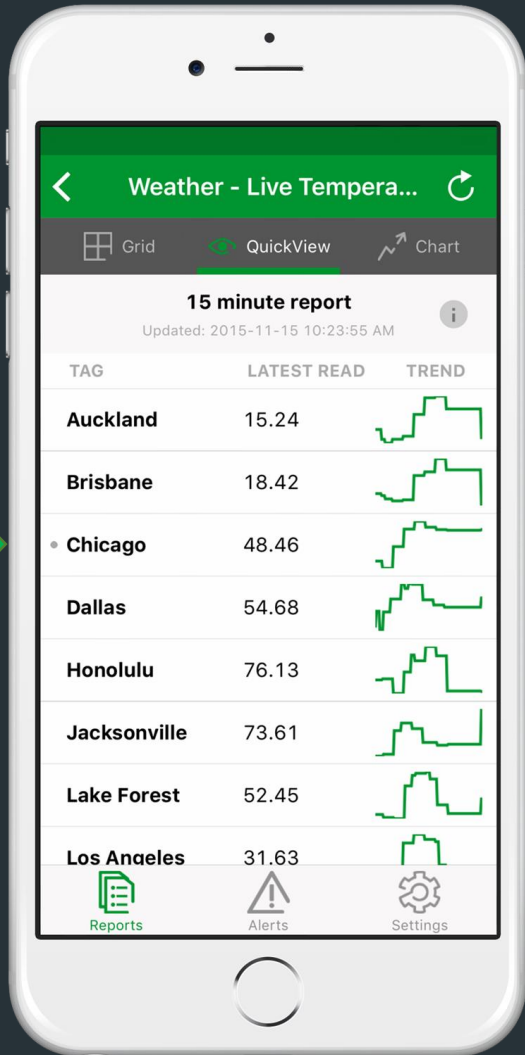 Weather - Live Tempera...
Grid QuickView Chart
15 minute report
Updated: 2015-11-15 10:23:55 AM
TAG LATEST READ TREND
Auckland 15.24
Brisbane 18.42
Chicago 48.46
Dallas 54.68
Honolulu 76.13
Jacksonville 73.61
Lake Forest 52.45
Los Angeles 31.63
Reports Alerts Settings